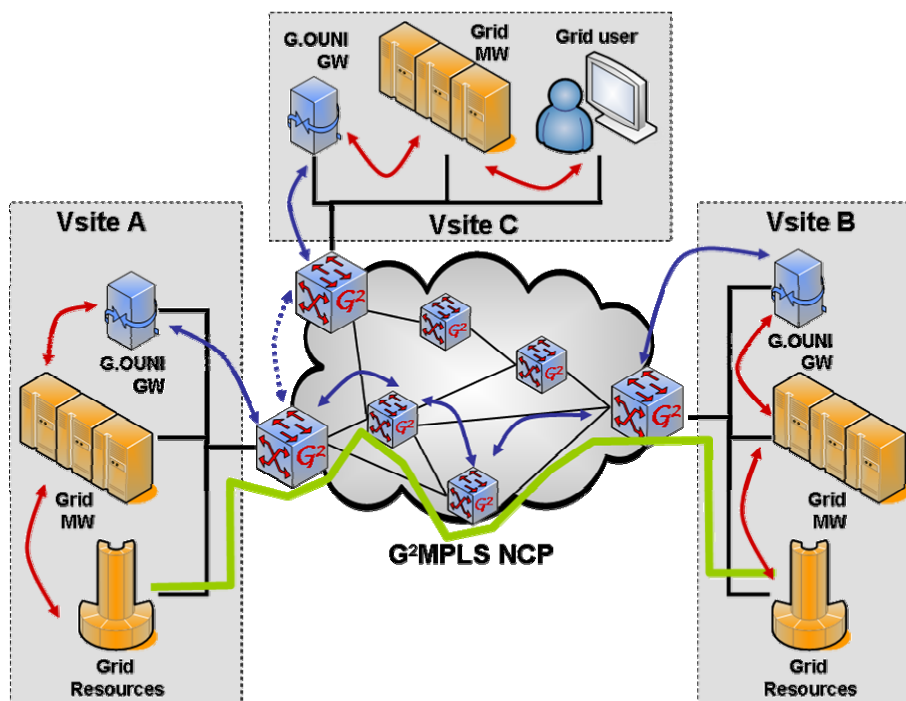 G.OUNI
GW
Grid
MW
Grid user
Vsite C
Vsite A
G.OUNI
GW
Grid
MW
Grid
Resources
Vsite B
G.OUNI
GW
Grid
MW
Grid
Resources
G²
G²
G²
G²
G²
G²
G²
G²MPLS NCP